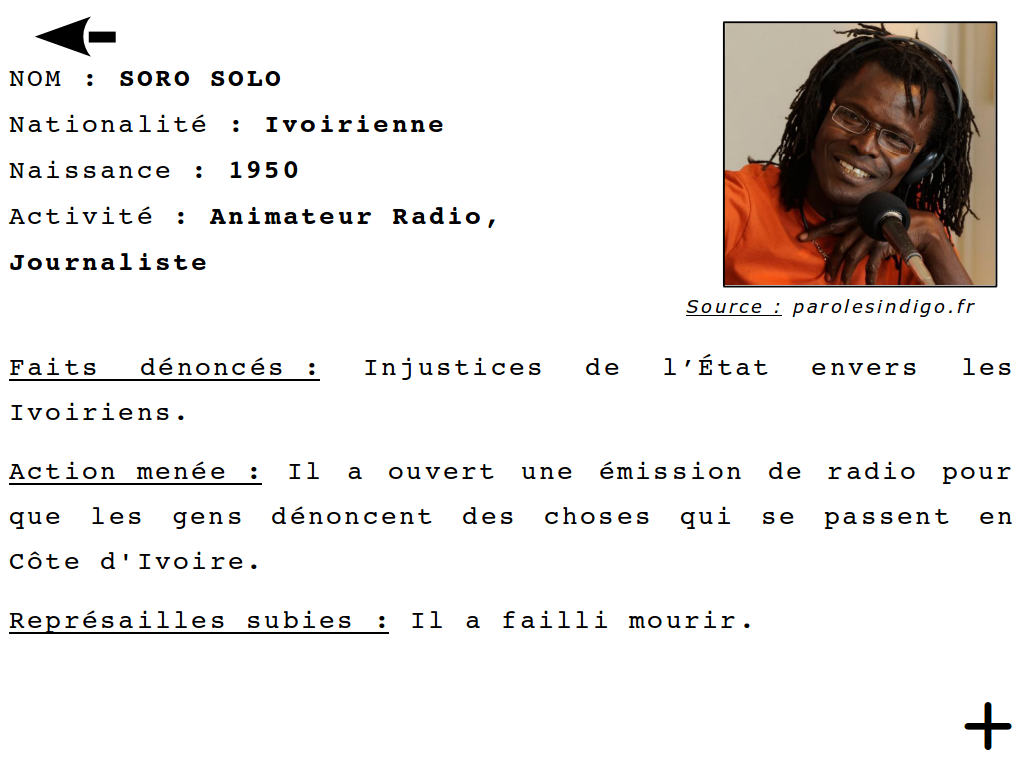 NOM : SORO SOLO
Nationalité : Ivoirienne
Naissance : 1950
Activité : Animateur Radio,
Journaliste
Source : parolesindigo.fr
Faits dénoncés : Injustices de l’État envers les
Ivoiriens.
Action menée : Il a ouvert une émission de radio pour
que les gens dénoncent des choses qui se passent en
Côte d'Ivoire.
Représailles subies : Il a failli mourir.